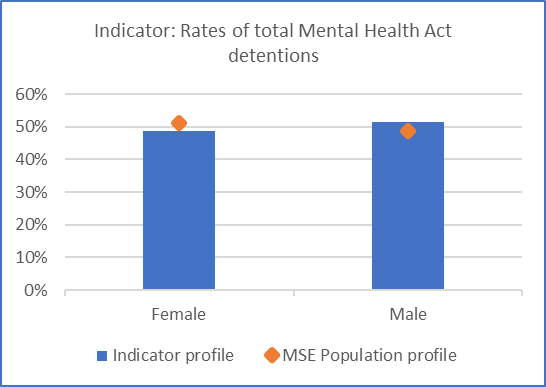 Indicator: Rates of total Mental Health Act
detentions
60%
50%
40%
30%
20%
10%
0%
Female Male
Indicator profile MSE Population profile